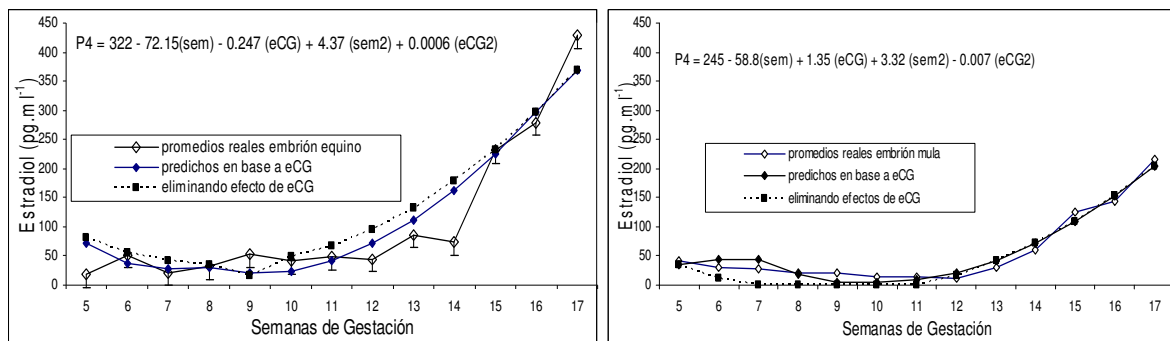 P4 = 322 - 72.15(sem) - 0.247 (eCG) + 4.37 (sem2) + 0.0006 (eCG2)
Estradiol (pg.ml-1)
450
400
350
300
250
200
150
100
50
0
promedios reales embrión equino
predichos en base a eCG
eliminando efecto de eCG
5 6 7 8 9 10 11 12 13 14 15 16 17
Semanas de Gestación
P4 = 245 - 58.8(sem) + 1.35 (eCG) + 3.32 (sem2) - 0.007 (eCG2)
Estradiol (pg.ml-1)
450
400
350
300
250
200
150
100
50
0
promedios reales embrión mula
predichos en base a eCG
eliminando efectos de eCG
5 6 7 8 9 10 11 12 13 14 15 16 17
Semanas de Gestación